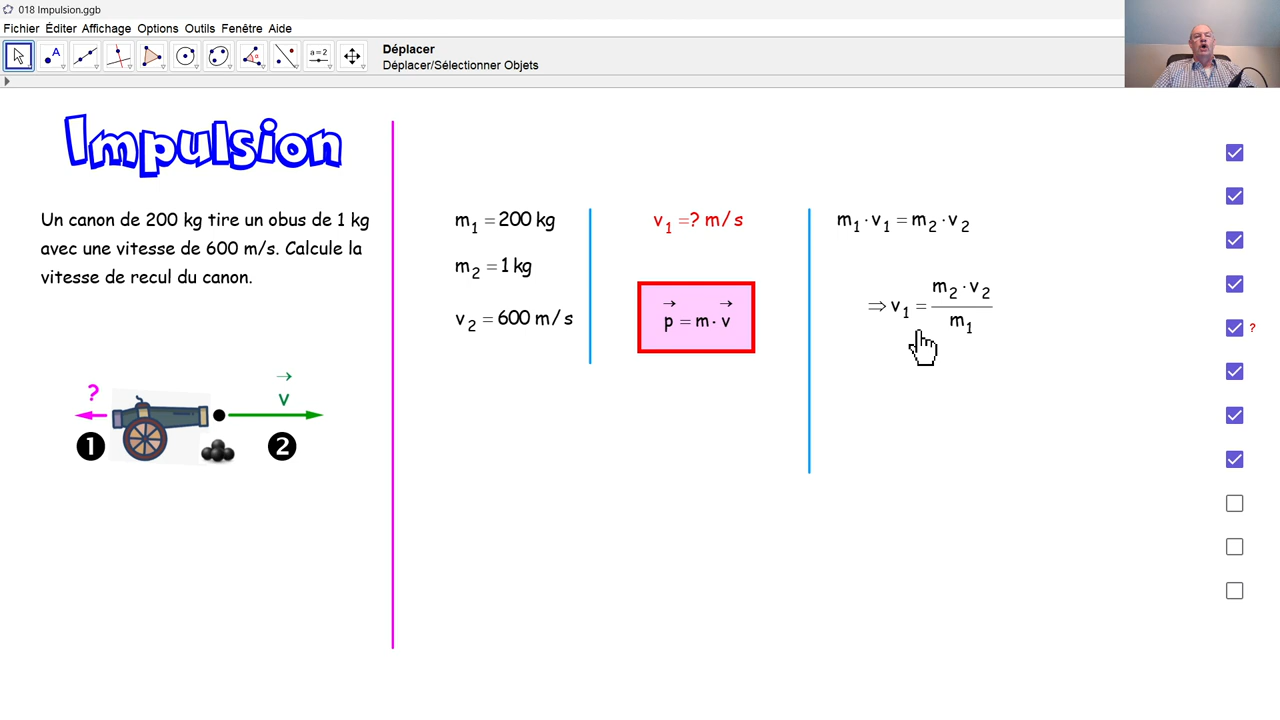 018 Impulsion.ggb
Fichier Éditer Affichage Options Outils Fenêtre Aide
A
a=2
Déplacer
Déplacer/Sélectionner Objets
Impulsion
Un canon de 200 kg tire un obus de 1 kg
avec une vitesse de 600 m/s. Calcule la
vitesse de recul du canon.
? v⃗
1 2
m₁ = 200 kg
m₂ = 1 kg
v₂ = 600 m/s
v₁ = ? m/s
p⃗ = m · v⃗
m₁ · v₁ = m₂ · v₂
⇒ v₁ = (m₂ · v₂) / m₁
?